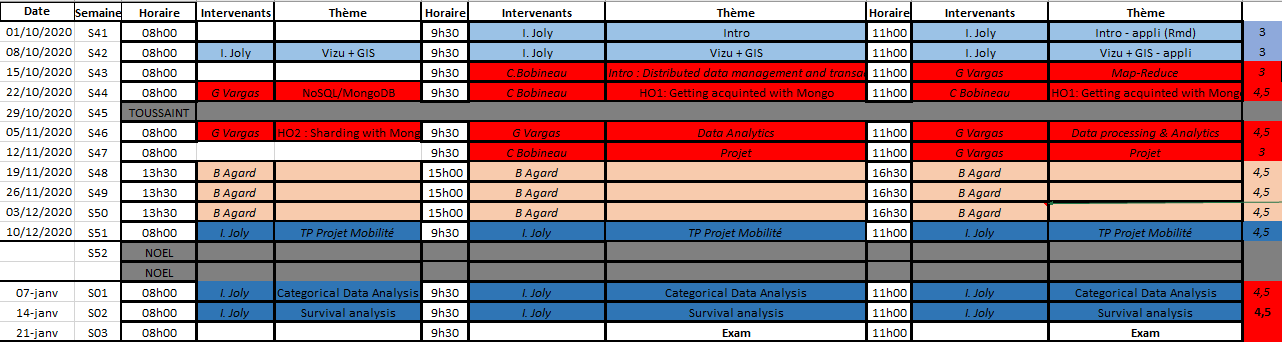 Date Semaine Horaire Intervenants Thème Horaire Intervenants Thème Horaire Intervenants Thème
01/10/2020 S41 08h00 9h30 I. Joly Intro 11h00 I. Joly Intro - appli (Rmd) 3
08/10/2020 S42 08h00 I. Joly Vizu + GIS 9h30 I. Joly Vizu + GIS 11h00 I. Joly Vizu + GIS - appli 3
15/10/2020 S43 08h00 9h30 C.Bobineau Intro : Distributed data management and transa 11h00 G Vargas Map-Reduce 3
22/10/2020 S44 08h00 G Vargas NoSQL/MongoDB 9h30 C Bobineau HO1: Getting acquinted with Mongo 11h00 C Bobineau HO1: Getting acquinted with Mong 4,5
29/10/2020 S45 TOUSSAINT
05/11/2020 S46 08h00 G Vargas HO2 : Sharding with Mong 9h30 G Vargas Data Analytics 11h00 G Vargas Data processing & Analytics 4,5
12/11/2020 S47 08h00 9h30 C Bobineau Projet 11h00 G Vargas Projet 3
19/11/2020 S48 13h30 B Agard 15h00 B Agard 16h30 B Agard 4,5
26/11/2020 S49 13h30 B Agard 15h00 B Agard 16h30 B Agard 4,5
03/12/2020 S50 13h30 B Agard 15h00 B Agard 16h30 B Agard 4,5
10/12/2020 S51 08h00 I. Joly TP Projet Mobilité 9h30 I. Joly TP Projet Mobilité 11h00 I. Joly TP Projet Mobilité 4,5
S52 NOEL
NOEL
07-janv S01 08h00 I. Joly Categorical Data Analysis 9h30 I. Joly Categorical Data Analysis 11h00 I. Joly Categorical Data Analysis 4,5
14-janv S02 08h00 I. Joly Survival analysis 9h30 I. Joly Survival analysis 11h00 I. Joly Survival analysis 4,5
21-janv S03 08h00 9h30 Exam 11h00 Exam